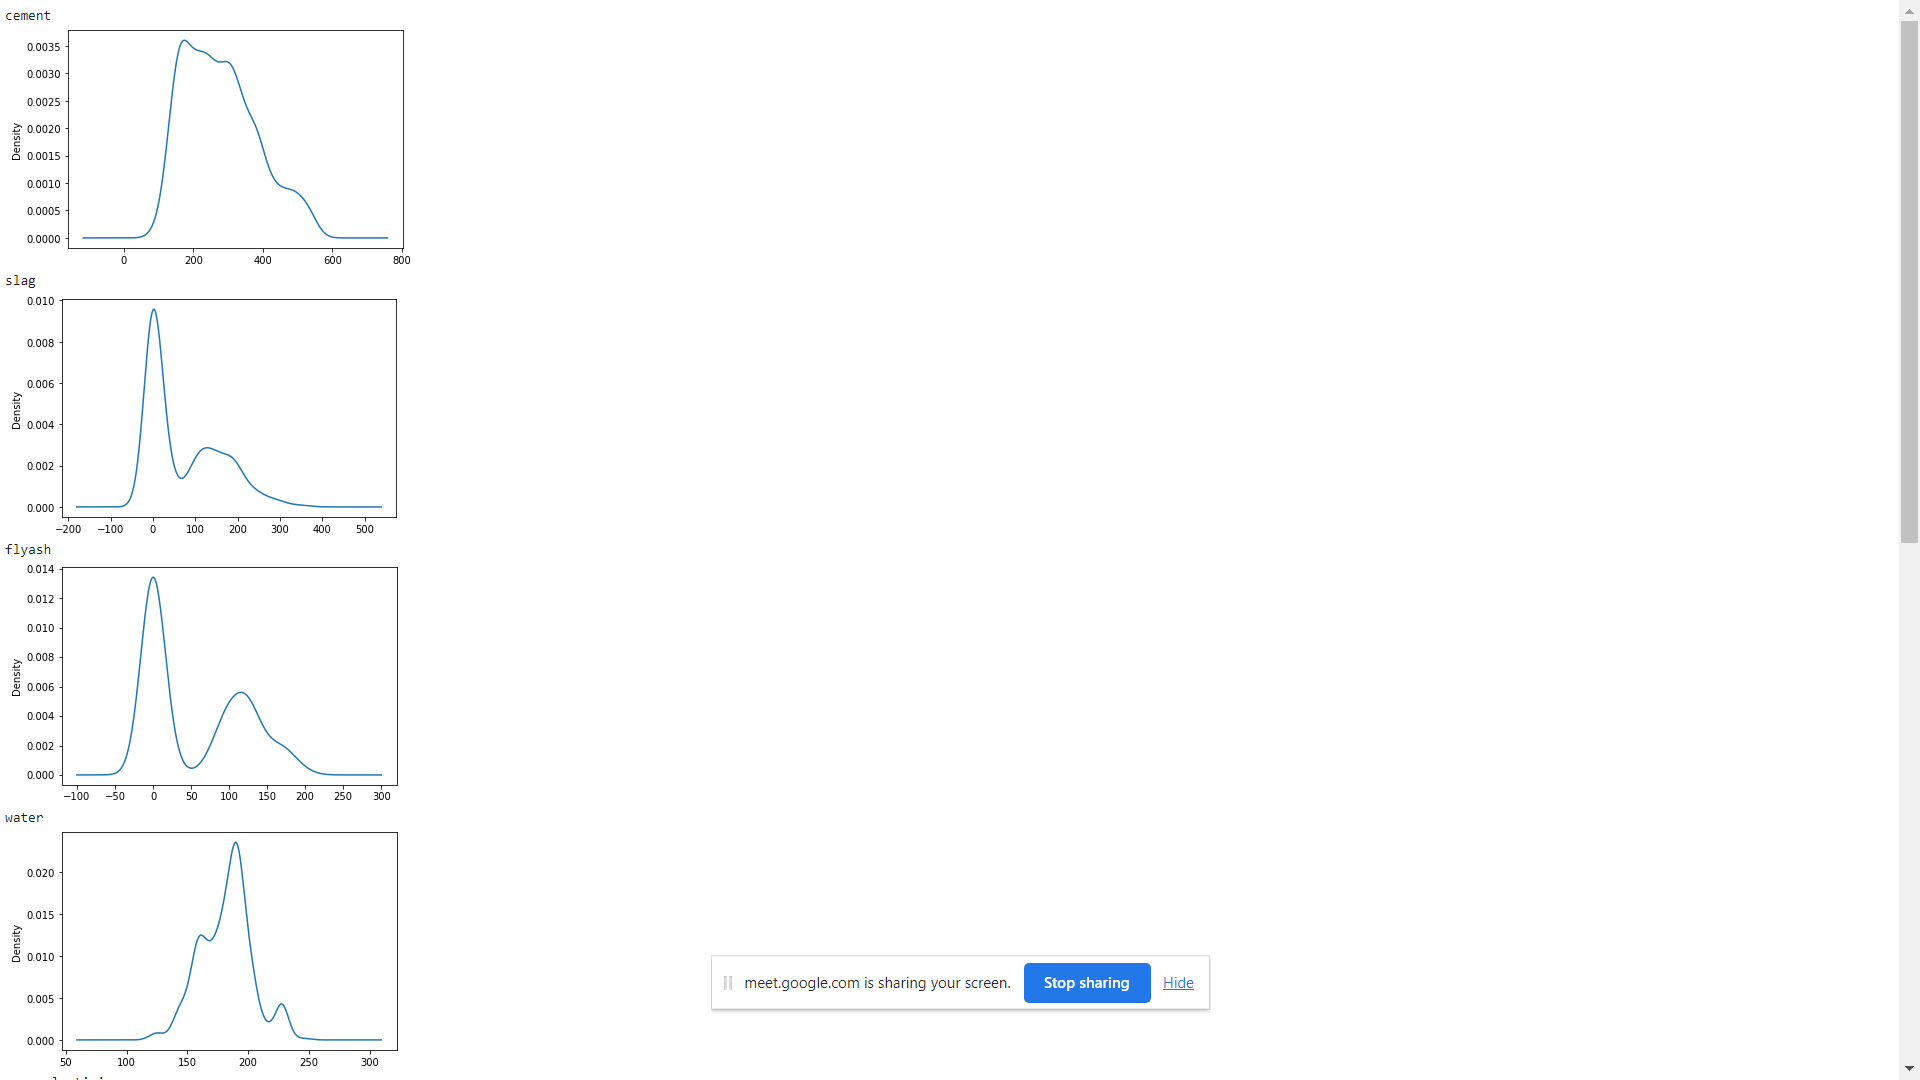 cement
0.0035
0.0030
0.0025
0.0020
0.0015
0.0010
0.0005
0.0000
Density
0 200 400 600 800
slag
0.010
0.008
0.006
0.004
0.002
0.000
Density
−200 −100 0 100 200 300 400 500
flyash
0.014
0.012
0.010
0.008
0.006
0.004
0.002
0.000
Density
−100 −50 0 50 100 150 200 250 300
water
0.020
0.015
0.010
0.005
0.000
Density
50 100 150 200 250 300
meet.google.com is sharing your screen. Stop sharing Hide